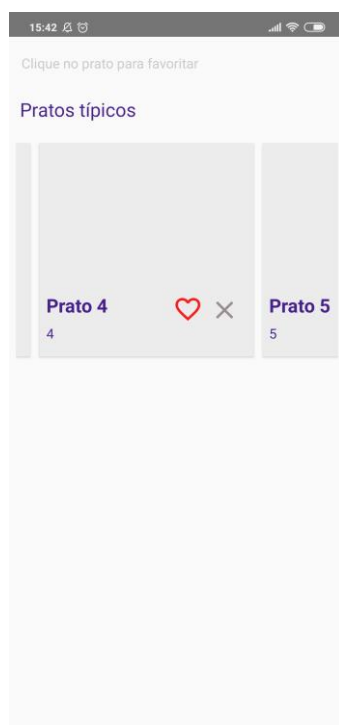 15:42
Clique no prato para favoritar
Pratos típicos
Prato 4
4
Prato 5
5